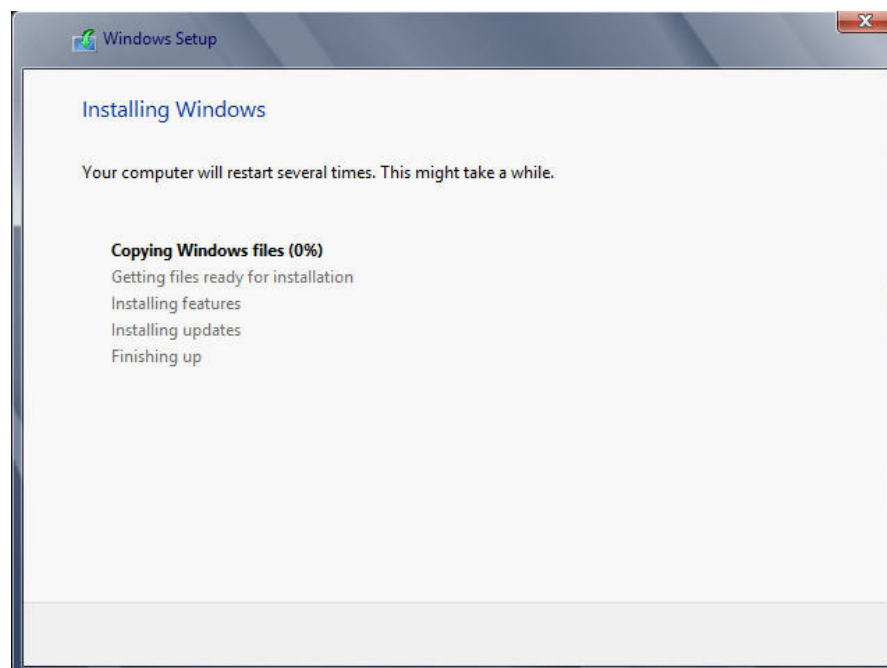 Windows Setup
Installing Windows
Your computer will restart several times. This might take a while.
Copying Windows files (0%)
Getting files ready for installation
Installing features
Installing updates
Finishing up